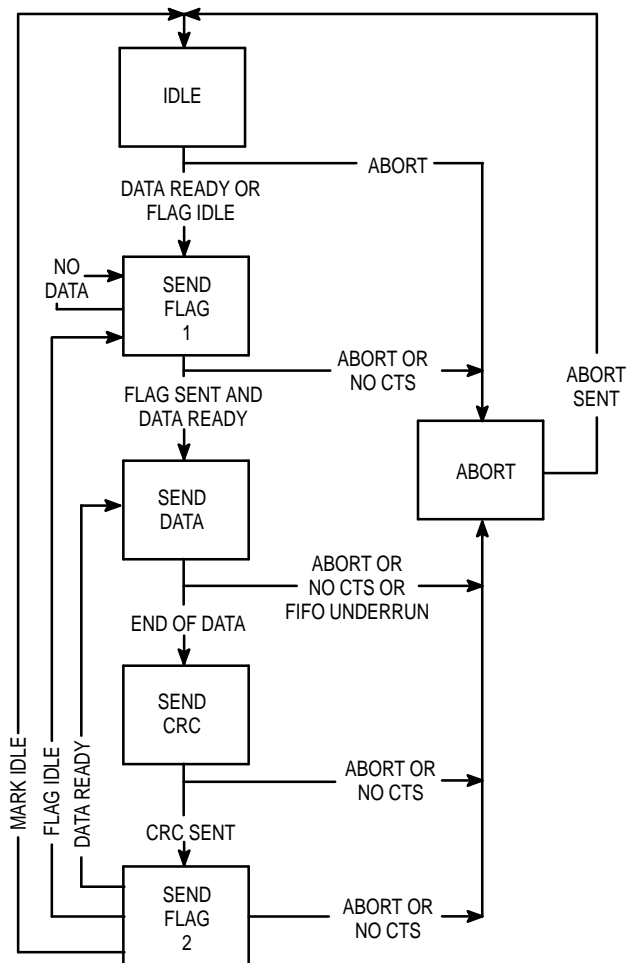 IDLE
ABORT
DATA READY OR
FLAG IDLE
NO
DATA
SEND
FLAG
1
ABORT OR
NO CTS
ABORT
SENT
FLAG SENT AND
DATA READY
ABORT
SEND
DATA
ABORT OR
NO CTS OR
FIFO UNDERRUN
END OF DATA
SEND
CRC
MARK IDLE
FLAG IDLE
DATA READY
ABORT OR
NO CTS
CRC SENT
SEND
FLAG
2
ABORT OR
NO CTS